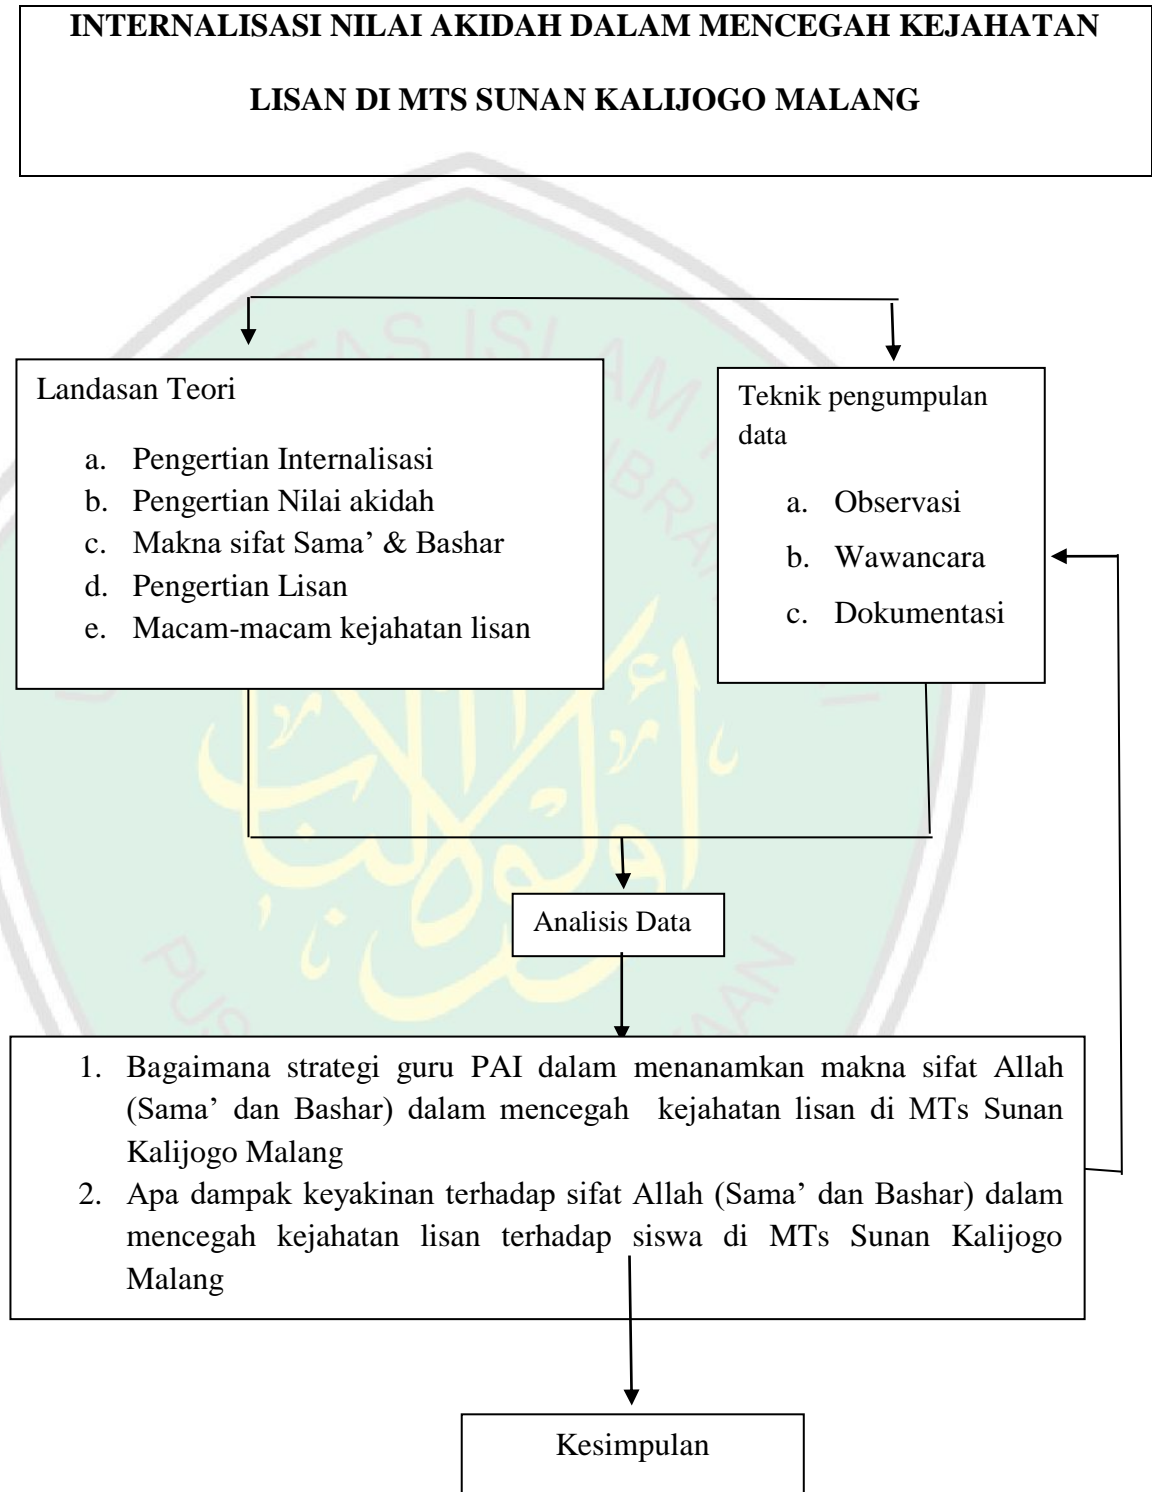 INTERNALISASI NILAI AKIDAH DALAM MENCEGAH KEJAHATAN
LISAN DI MTS SUNAN KALIJOGO MALANG
Landasan Teori
a. Pengertian Internalisasi
b. Pengertian Nilai akidah
c. Makna sifat Sama’ & Bashar
d. Pengertian Lisan
e. Macam-macam kejahatan lisan
Teknik pengumpulan
data
a. Observasi
b. Wawancara
c. Dokumentasi
Analisis Data
1. Bagaimana strategi guru PAI dalam menanamkan makna sifat Allah
(Sama’ dan Bashar) dalam mencegah kejahatan lisan di MTs Sunan
Kalijogo Malang
2. Apa dampak keyakinan terhadap sifat Allah (Sama’ dan Bashar) dalam
mencegah kejahatan lisan terhadap siswa di MTs Sunan Kalijogo
Malang
Kesimpulan